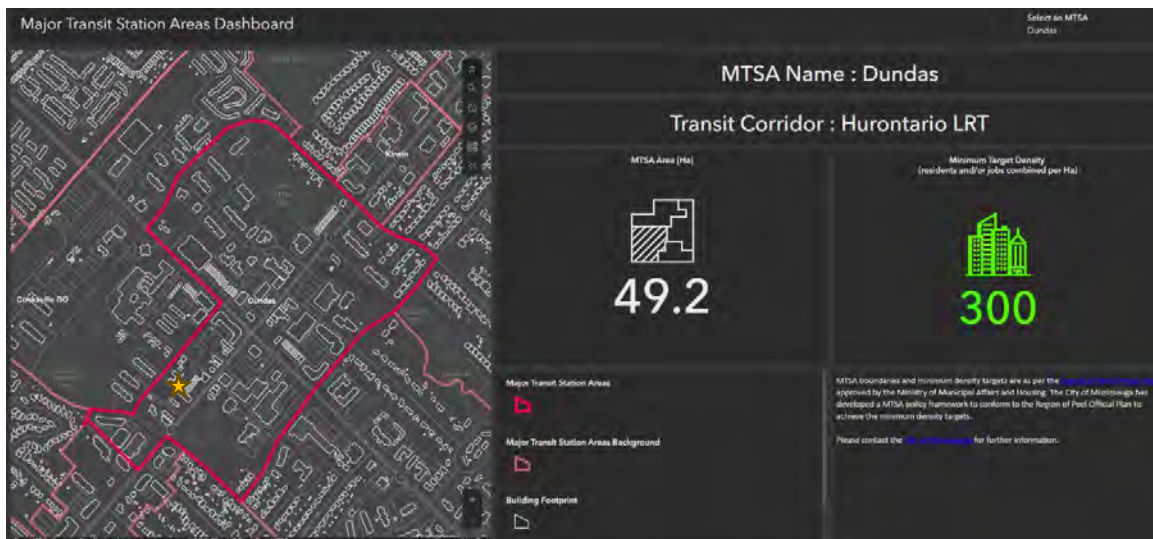 Major Transit Station Areas Dashboard
Select an MTSA
Dundas
Kirwin
Dundas
MTSA Name : Dundas
Transit Corridor : Hurontario LRT
MTSA Area (Ha)
49.2
Minimum Target Density
(residents and/or jobs combined per Ha)
300
Major Transit Station Areas
Major Transit Station Areas Background
Building Footprint
MTSA boundaries and minimum density targets are as per the
approved by the Ministry of Municipal Affairs and Housing. The City of Mississauga has
developed a MTSA policy framework to conform to the Region of Peel Official Plan to
achieve the minimum density targets.
Please contact the
for further information.